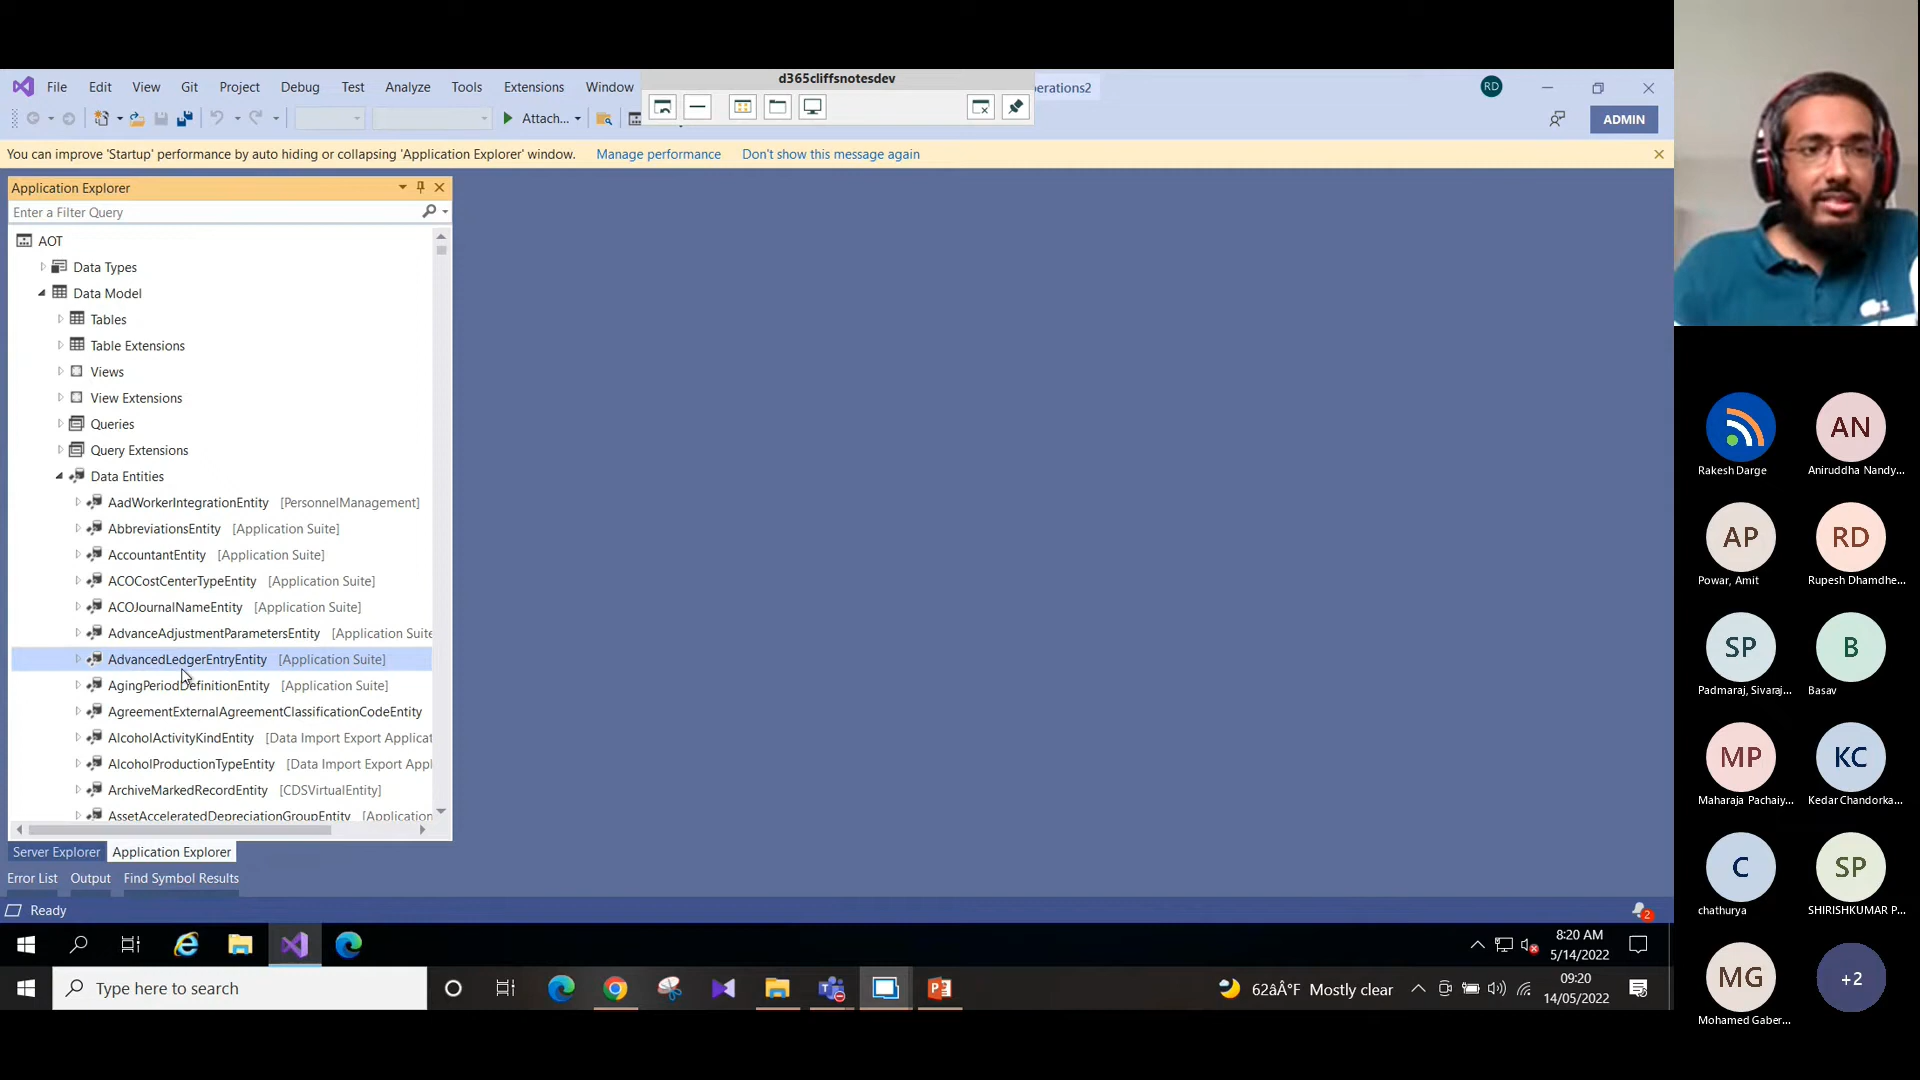 d365cliffsnotesdev
File Edit View Git Project Debug Test Analyze Tools Extensions Window
erations2
RD
Attach...
ADMIN
You can improve 'Startup' performance by auto hiding or collapsing 'Application Explorer' window. Manage performance Don't show this message again
Application Explorer
Enter a Filter Query
AOT
Data Types
Data Model
Tables
Table Extensions
Views
View Extensions
Queries
Query Extensions
Data Entities
AadWorkerIntegrationEntity [PersonnelManagement]
AbbreviationsEntity [Application Suite]
AccountantEntity [Application Suite]
ACOCostCenterTypeEntity [Application Suite]
ACOJournalNameEntity [Application Suite]
AdvanceAdjustmentParametersEntity [Application Suite
AdvancedLedgerEntryEntity [Application Suite]
AgingPeriodDefinitionEntity [Application Suite]
AgreementExternalAgreementClassificationCodeEntity
AlcoholActivityKindEntity [Data Import Export Applicat
AlcoholProductionTypeEntity [Data Import Export Appl
ArchiveMarkedRecordEntity [CDSVirtualEntity]
AssetAcceleratedDepreciationGroupEntity [Application
Server Explorer Application Explorer
Error List Output Find Symbol Results
Ready
2
8:20 AM
5/14/2022
Type here to search
62âÂ°F Mostly clear
09:20
14/05/2022
AN
Rakesh Darge Aniruddha Nandy...
AP RD
Powar, Amit Rupesh Dhamdhe...
SP B
Padmaraj, Sivaraj... Basav
MP KC
Maharaja Pachaiy... Kedar Chandorka...
C SP
chathurya SHIRISHKUMAR P...
MG +2
Mohamed Gaber...